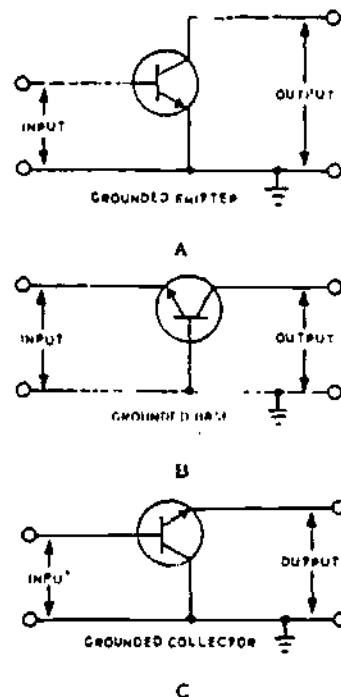 INPUT
OUTPUT
GROUNDED EMITTER
A
INPUT
OUTPUT
GROUNDED BASE
B
INPUT
OUTPUT
GROUNDED COLLECTOR
C